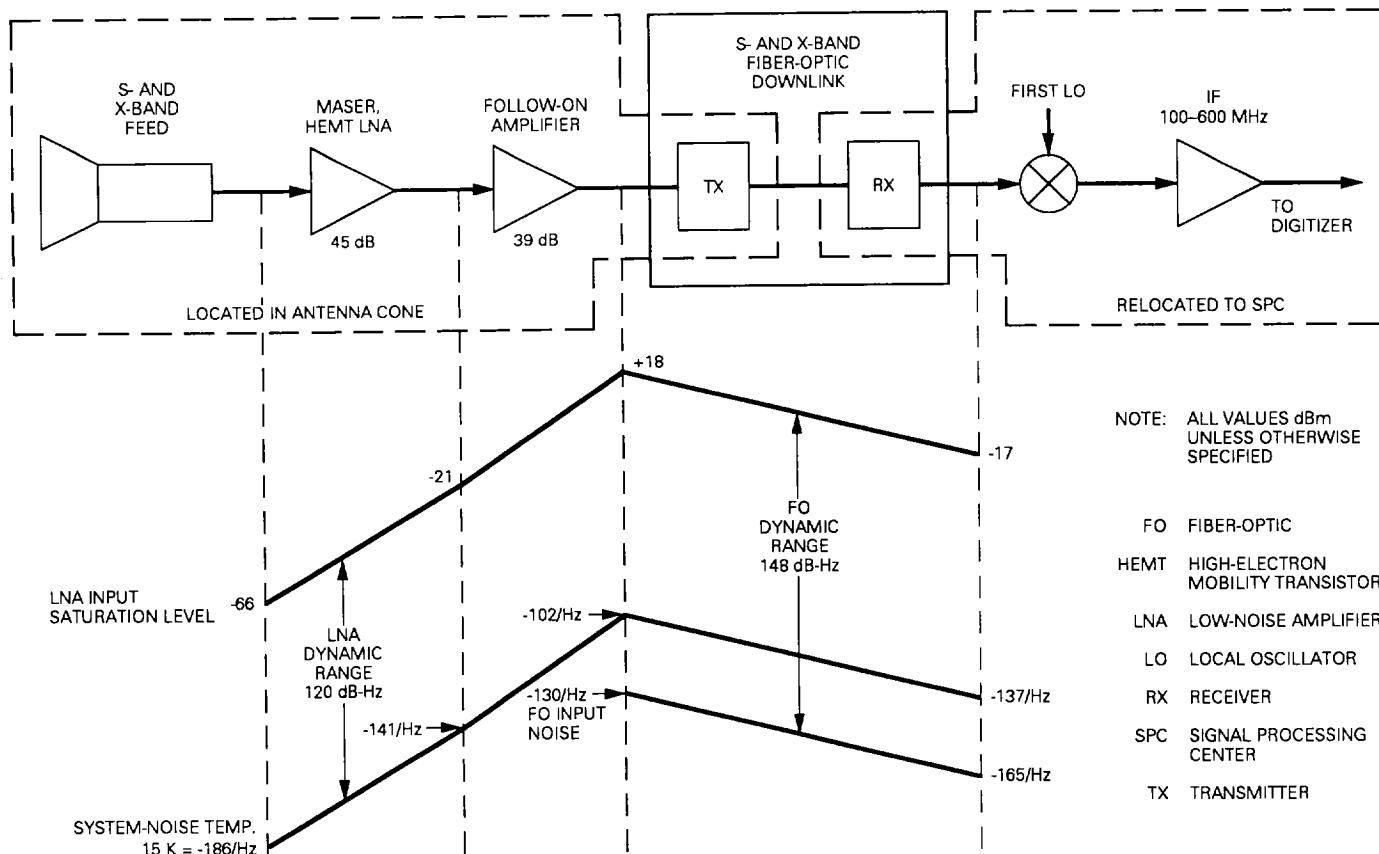 S- AND
X-BAND
FEED
MASER,
HEMT LNA
FOLLOW-ON
AMPLIFIER
S- AND X-BAND
FIBER-OPTIC
DOWNLINK
FIRST LO
IF
100–600 MHz
TX
RX
45 dB
39 dB
TO
DIGITIZER
LOCATED IN ANTENNA CONE
RELOCATED TO SPC
+18
-21
-17
LNA INPUT
SATURATION LEVEL
-66
LNA
DYNAMIC
RANGE
120 dB-Hz
FO
DYNAMIC
RANGE
148 dB-Hz
-102/Hz
-141/Hz
-130/Hz
FO INPUT
NOISE
-137/Hz
-165/Hz
SYSTEM-NOISE TEMP.
15 K = -186/Hz
NOTE: ALL VALUES dBm
UNLESS OTHERWISE
SPECIFIED
FO FIBER-OPTIC
HEMT HIGH-ELECTRON
MOBILITY TRANSISTOR
LNA LOW-NOISE AMPLIFIER
LO LOCAL OSCILLATOR
RX RECEIVER
SPC SIGNAL PROCESSING
CENTER
TX TRANSMITTER